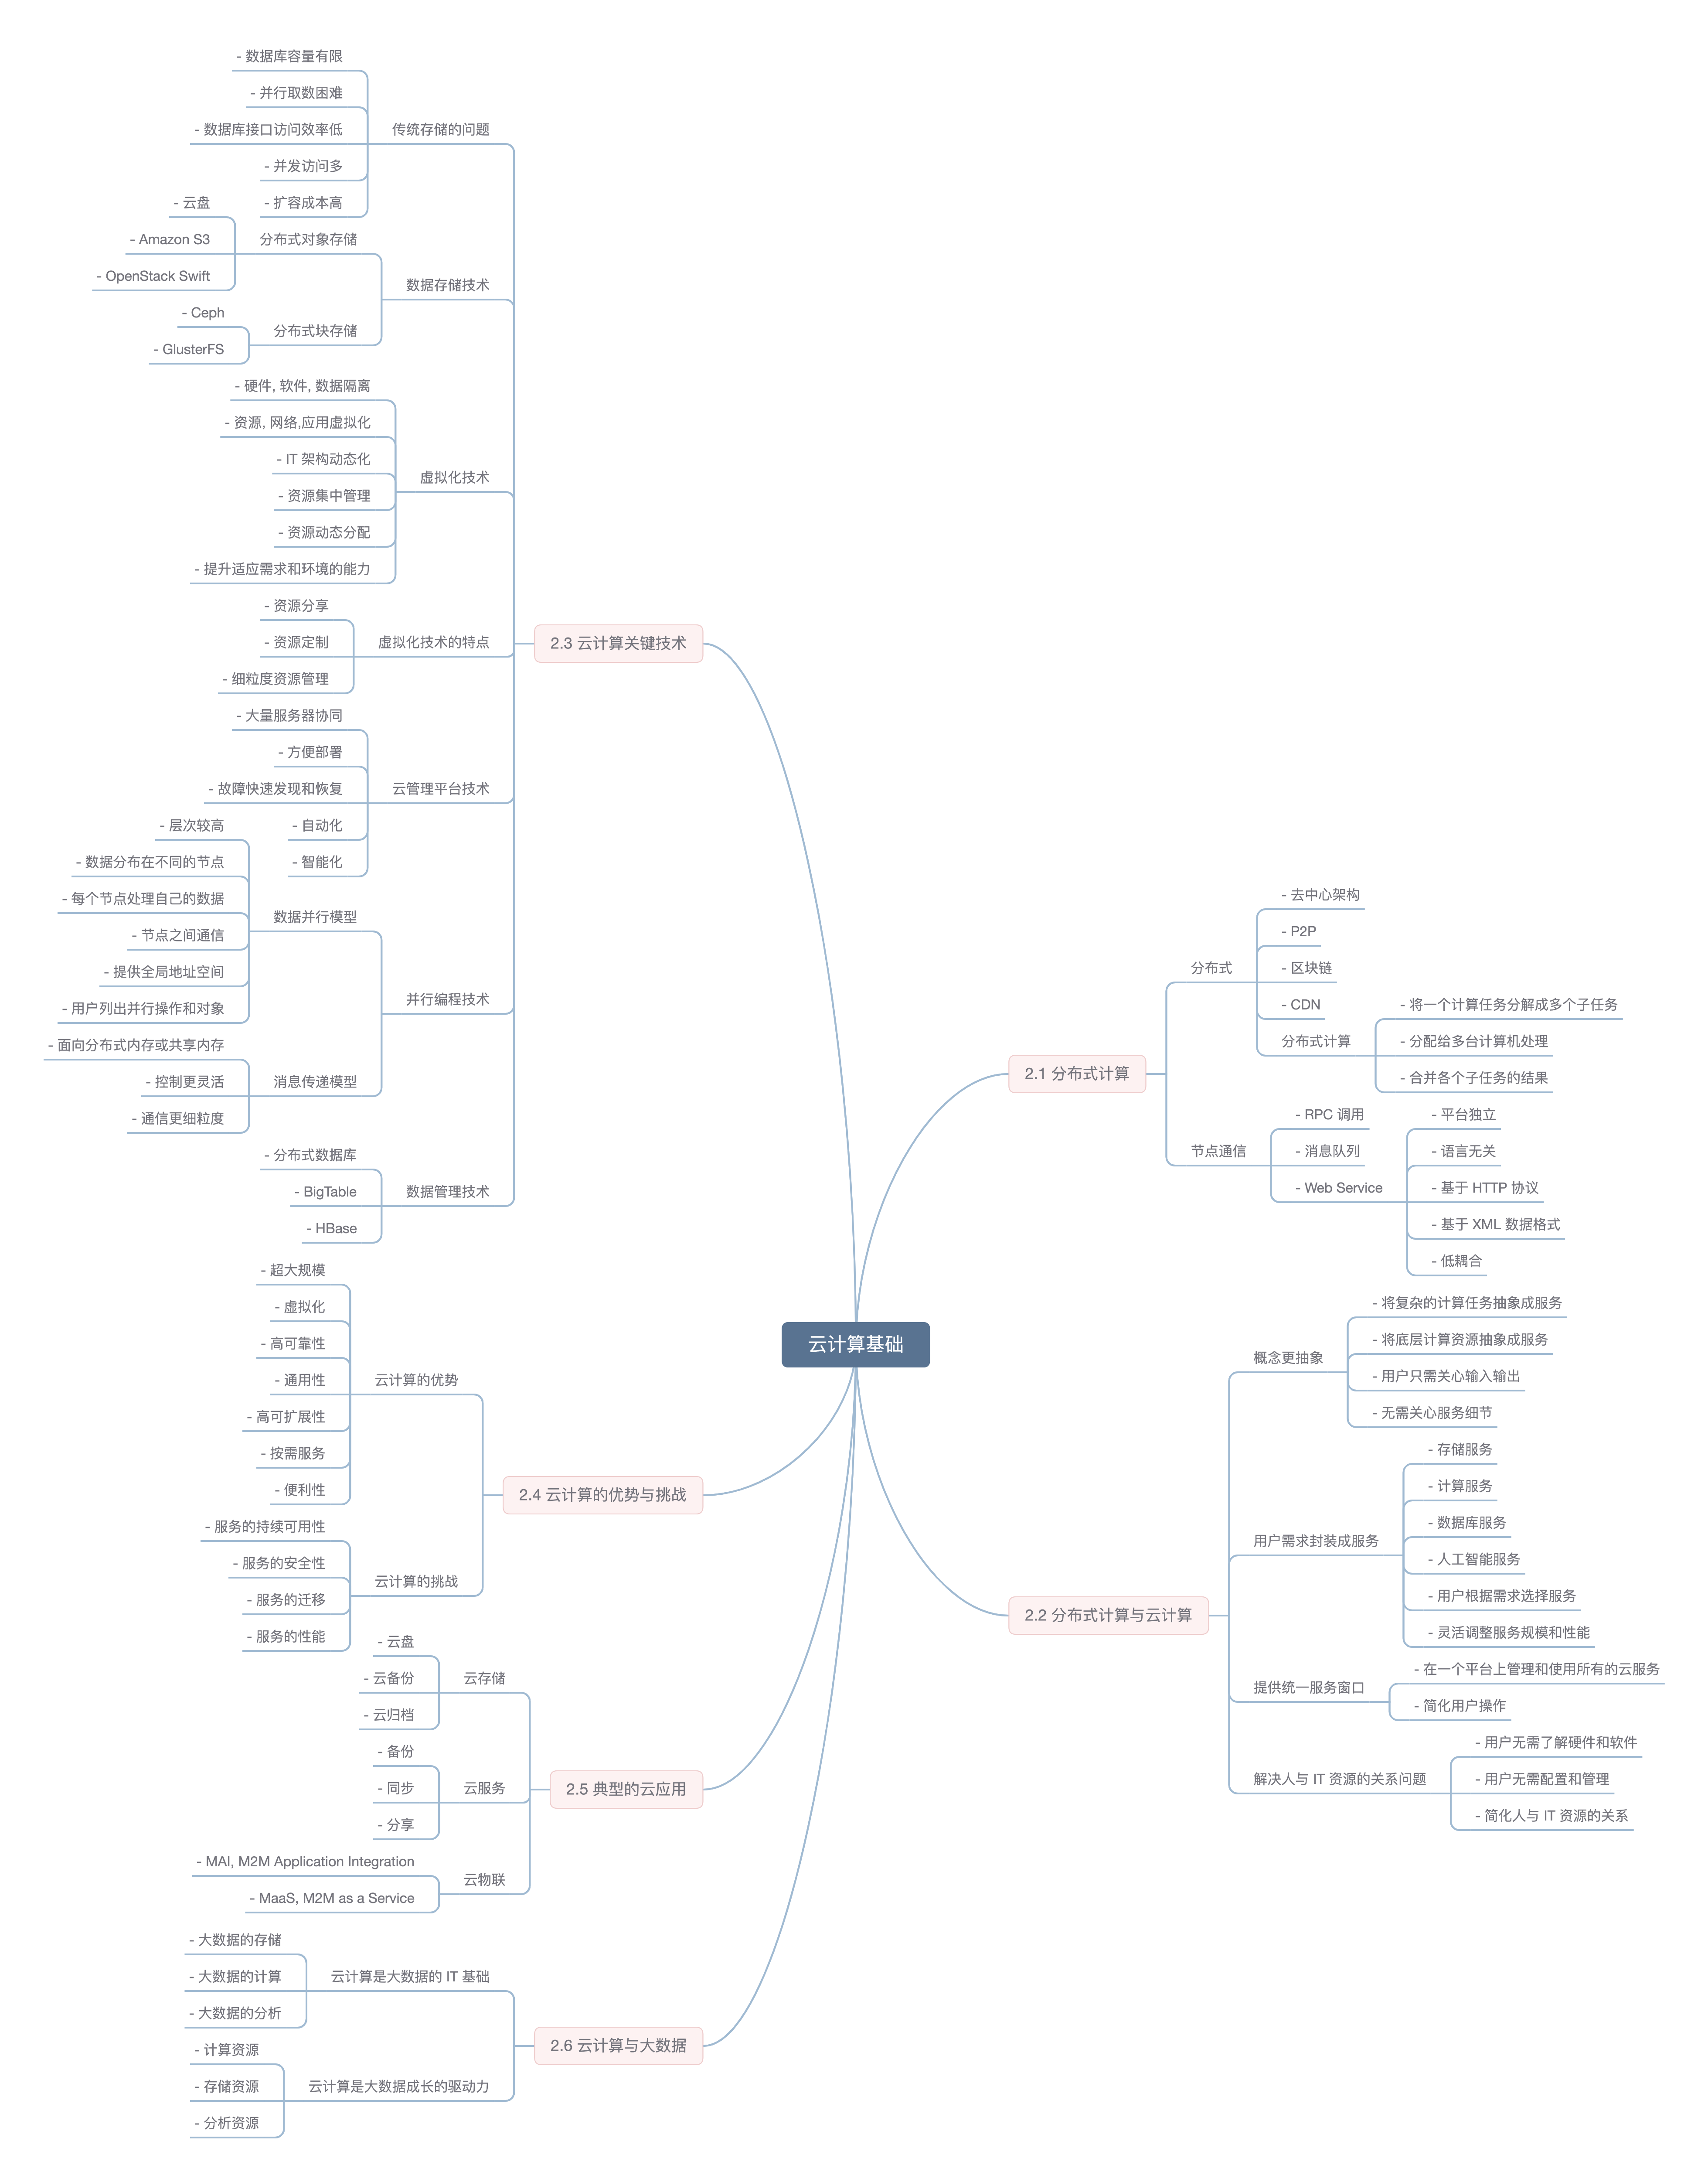 云计算基础
2.1 分布式计算
分布式
- 去中心架构
- P2P
- 区块链
- CDN
分布式计算
- 将一个计算任务分解成多个子任务
- 分配给多台计算机处理
- 合并各个子任务的结果
节点通信
- RPC 调用
- 消息队列
- Web Service
- 平台独立
- 语言无关
- 基于 HTTP 协议
- 基于 XML 数据格式
- 低耦合
2.2 分布式计算与云计算
概念更抽象
- 将复杂的计算任务抽象成服务
- 将底层计算资源抽象成服务
- 用户只需关心输入输出
- 无需关心服务细节
用户需求封装成服务
- 存储服务
- 计算服务
- 数据库服务
- 人工智能服务
- 用户根据需求选择服务
- 灵活调整服务规模和性能
提供统一服务窗口
- 在一个平台上管理和使用所有的云服务
- 简化用户操作
解决人与 IT 资源的关系问题
- 用户无需了解硬件和软件
- 用户无需配置和管理
- 简化人与 IT 资源的关系
2.3 云计算关键技术
传统存储的问题
- 数据库容量有限
- 并行取数困难
- 数据库接口访问效率低
- 并发访问多
- 扩容成本高
数据存储技术
分布式对象存储
- 云盘
- Amazon S3
- OpenStack Swift
分布式块存储
- Ceph
- GlusterFS
虚拟化技术
- 硬件, 软件, 数据隔离
- 资源, 网络,应用虚拟化
- IT 架构动态化
- 资源集中管理
- 资源动态分配
- 提升适应需求和环境的能力
虚拟化技术的特点
- 资源分享
- 资源定制
- 细粒度资源管理
云管理平台技术
- 大量服务器协同
- 方便部署
- 故障快速发现和恢复
- 自动化
- 智能化
并行编程技术
数据并行模型
- 层次较高
- 数据分布在不同的节点
- 每个节点处理自己的数据
- 节点之间通信
- 提供全局地址空间
- 用户列出并行操作和对象
消息传递模型
- 面向分布式内存或共享内存
- 控制更灵活
- 通信更细粒度
数据管理技术
- 分布式数据库
- BigTable
- HBase
2.4 云计算的优势与挑战
云计算的优势
- 超大规模
- 虚拟化
- 高可靠性
- 通用性
- 高可扩展性
- 按需服务
- 便利性
云计算的挑战
- 服务的持续可用性
- 服务的安全性
- 服务的迁移
- 服务的性能
2.5 典型的云应用
云存储
- 云盘
- 云备份
- 云归档
云服务
- 备份
- 同步
- 分享
云物联
- MAI, M2M Application Integration
- MaaS, M2M as a Service
2.6 云计算与大数据
云计算是大数据的 IT 基础
- 大数据的存储
- 大数据的计算
- 大数据的分析
云计算是大数据成长的驱动力
- 计算资源
- 存储资源
- 分析资源